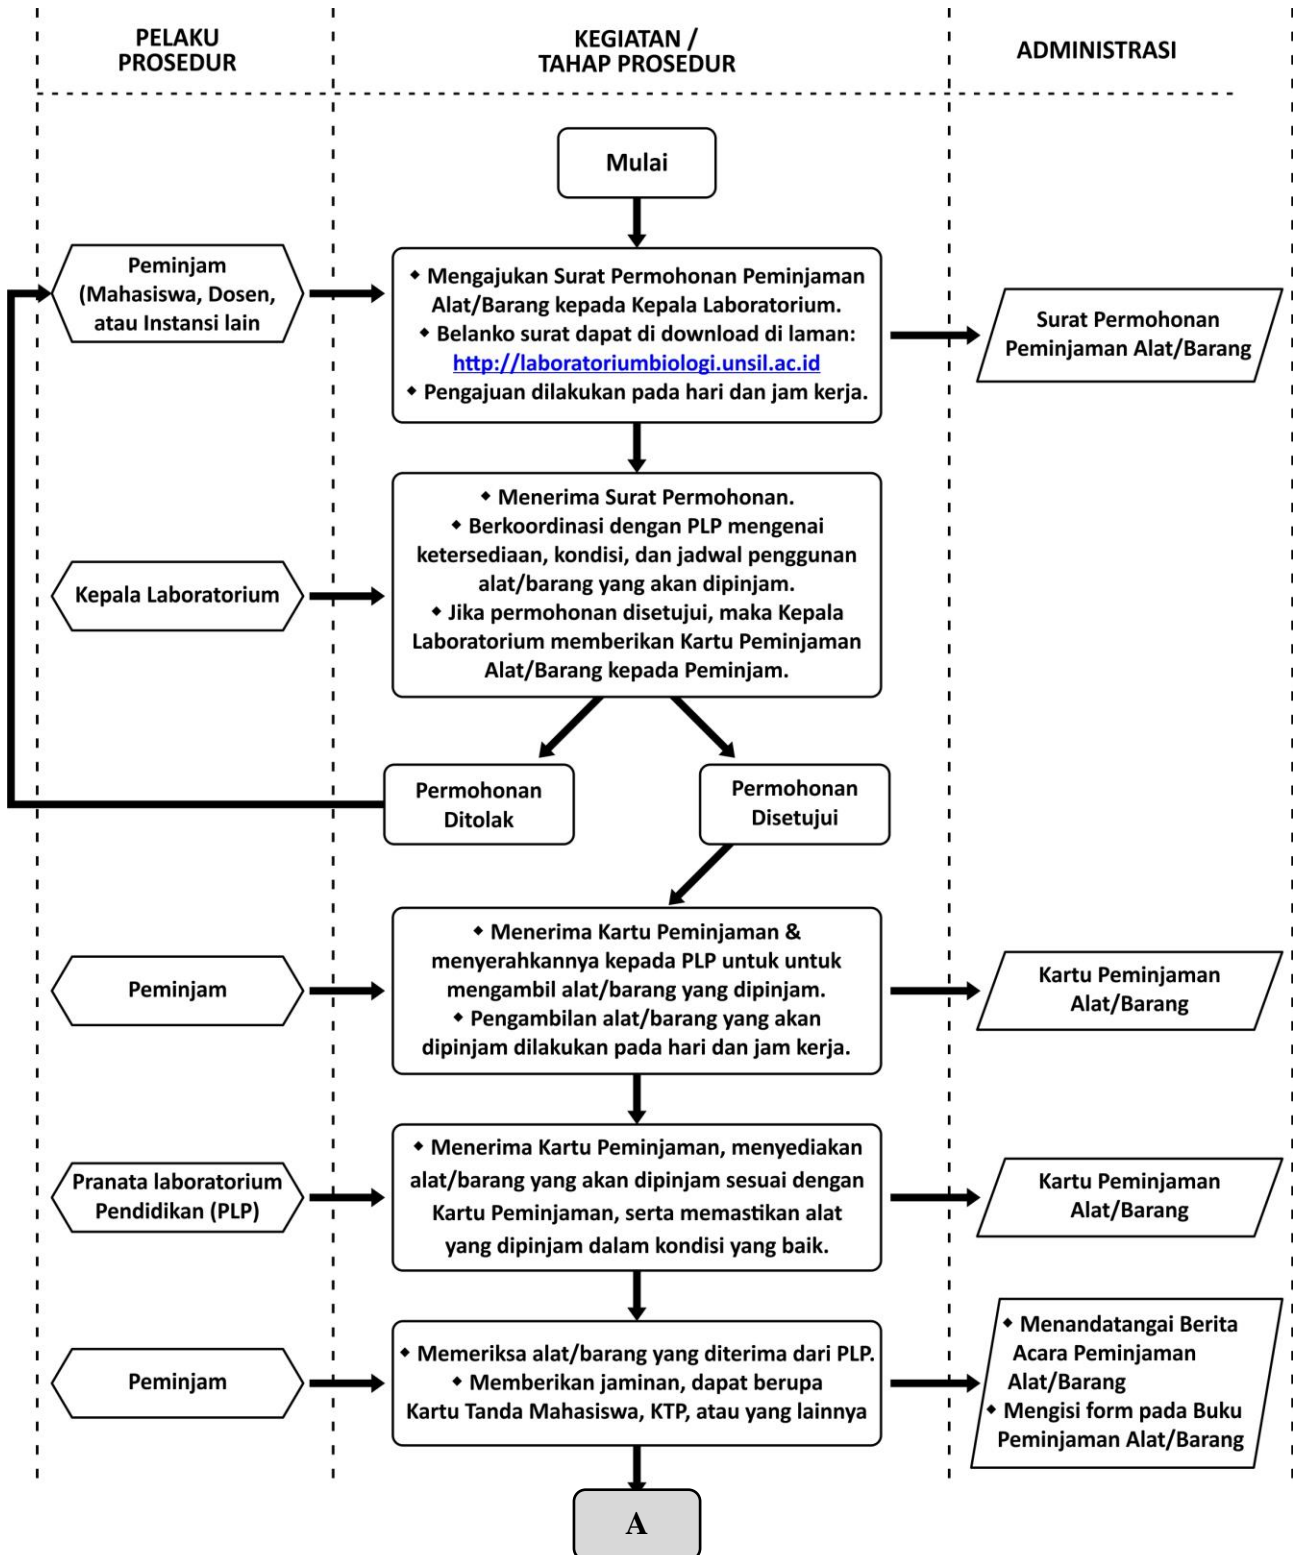 PELAKU
PROSEDUR
KEGIATAN /
TAHAP PROSEDUR
ADMINISTRASI
Mulai
Peminjam
(Mahasiswa, Dosen,
atau Instansi lain
◆ Mengajukan Surat Permohonan Peminjaman
Alat/Barang kepada Kepala Laboratorium.
◆ Belanko surat dapat di download di laman:
http://laboratoriumbiologi.unsil.ac.id
◆ Pengajuan dilakukan pada hari dan jam kerja.
Surat Permohonan
Peminjaman Alat/Barang
Kepala Laboratorium
◆ Menerima Surat Permohonan.
◆ Berkoordinasi dengan PLP mengenai
ketersediaan, kondisi, dan jadwal penggunan
alat/barang yang akan dipinjam.
◆ Jika permohonan disetujui, maka Kepala
Laboratorium memberikan Kartu Peminjaman
Alat/Barang kepada Peminjam.
Permohonan
Ditolak
Permohonan
Disetujui
Peminjam
◆ Menerima Kartu Peminjaman &
menyerahkannya kepada PLP untuk untuk
mengambil alat/barang yang dipinjam.
◆ Pengambilan alat/barang yang akan
dipinjam dilakukan pada hari dan jam kerja.
Kartu Peminjaman
Alat/Barang
Pranata laboratorium
Pendidikan (PLP)
◆ Menerima Kartu Peminjaman, menyediakan
alat/barang yang akan dipinjam sesuai dengan
Kartu Peminjaman, serta memastikan alat
yang dipinjam dalam kondisi yang baik.
Kartu Peminjaman
Alat/Barang
Peminjam
◆ Memeriksa alat/barang yang diterima dari PLP.
◆ Memberikan jaminan, dapat berupa
Kartu Tanda Mahasiswa, KTP, atau yang lainnya
◆ Menandatangai Berita
Acara Peminjaman
Alat/Barang
◆ Mengisi form pada Buku
Peminjaman Alat/Barang
A